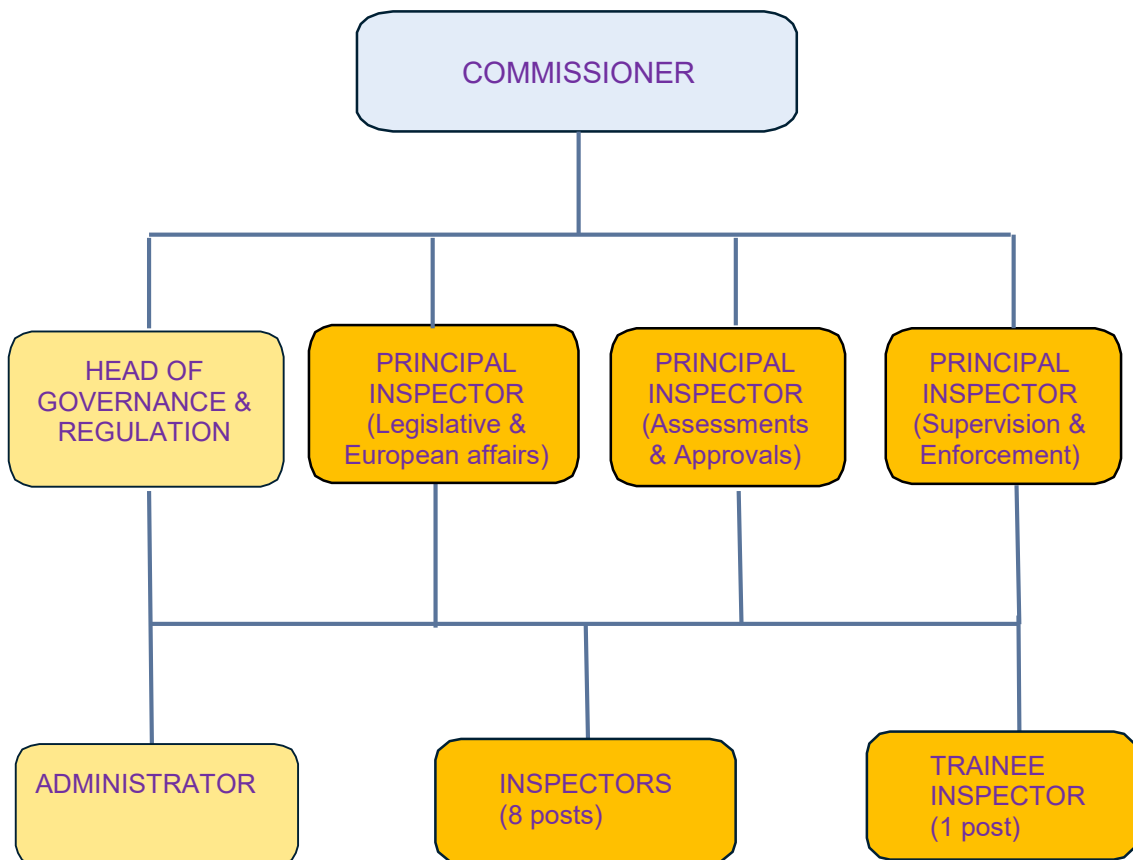 COMMISSIONER
HEAD OF
GOVERNANCE &
REGULATION
PRINCIPAL
INSPECTOR
(Legislative &
European affairs)
PRINCIPAL
INSPECTOR
(Assessments
& Approvals)
PRINCIPAL
INSPECTOR
(Supervision &
Enforcement)
ADMINISTRATOR
INSPECTORS
(8 posts)
TRAINEE
INSPECTOR
(1 post)